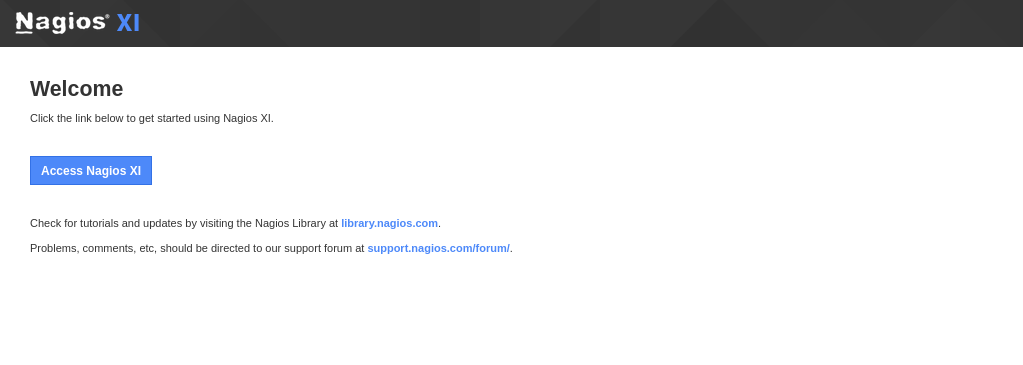 Nagios® XI
Welcome
Click the link below to get started using Nagios XI.
Access Nagios XI
Check for tutorials and updates by visiting the Nagios Library at library.nagios.com.
Problems, comments, etc, should be directed to our support forum at support.nagios.com/forum/.